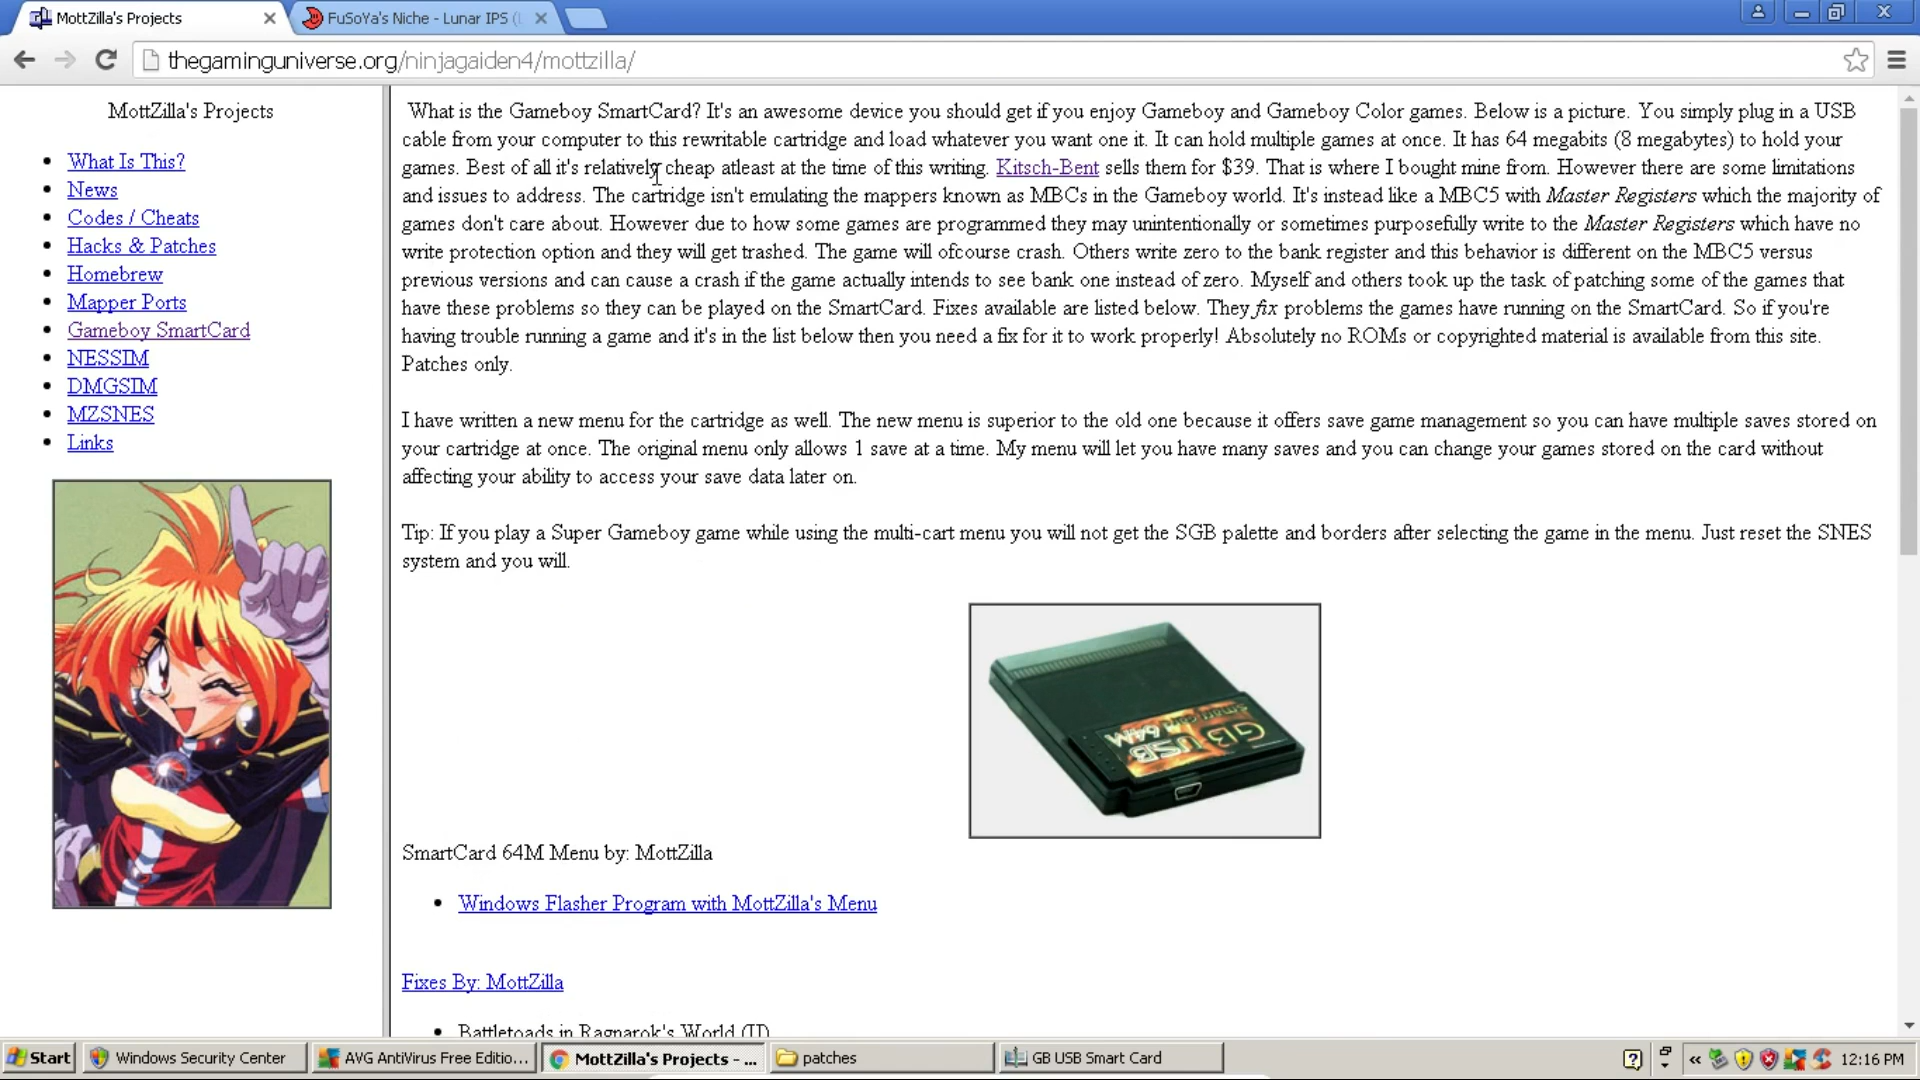 MottZilla's Projects
FuSoYa's Niche - Lunar IPS (
thegaminguniverse.org/ninjagaiden4/mottzilla/
MottZilla's Projects
What Is This?
News
Codes / Cheats
Hacks & Patches
Homebrew
Mapper Ports
Gameboy SmartCard
NESSIM
DMGSIM
MZSNES
Links
What is the Gameboy SmartCard? It's an awesome device you should get if you enjoy Gameboy and Gameboy Color games. Below is a picture. You simply plug in a USB
cable from your computer to this rewritable cartridge and load whatever you want one it. It can hold multiple games at once. It has 64 megabits (8 megabytes) to hold your
games. Best of all it's relatively cheap atleast at the time of this writing. Kitsch-Bent sells them for $39. That is where I bought mine from. However there are some limitations
and issues to address. The cartridge isn't emulating the mappers known as MBCs in the Gameboy world. It's instead like a MBC5 with Master Registers which the majority of
games don't care about. However due to how some games are programmed they may unintentionally or sometimes purposefully write to the Master Registers which have no
write protection option and they will get trashed. The game will ofcourse crash. Others write zero to the bank register and this behavior is different on the MBC5 versus
previous versions and can cause a crash if the game actually intends to see bank one instead of zero. Myself and others took up the task of patching some of the games that
have these problems so they can be played on the SmartCard. Fixes available are listed below. They fix problems the games have running on the SmartCard. So if you're
having trouble running a game and it's in the list below then you need a fix for it to work properly! Absolutely no ROMs or copyrighted material is available from this site.
Patches only.
I have written a new menu for the cartridge as well. The new menu is superior to the old one because it offers save game management so you can have multiple saves stored on
your cartridge at once. The original menu only allows 1 save at a time. My menu will let you have many saves and you can change your games stored on the card without
affecting your ability to access your save data later on.
Tip: If you play a Super Gameboy game while using the multi-cart menu you will not get the SGB palette and borders after selecting the game in the menu. Just reset the SNES
system and you will.
Smart card
GB USB
64M
SmartCard 64M Menu by: MottZilla
Windows Flasher Program with MottZilla's Menu
Fixes By: MottZilla
Battletoads in Ragnarok's World (U)
Start
Windows Security Center
AVG AntiVirus Free Editio...
MottZilla's Projects - ...
patches
GB USB Smart Card
12:16 PM